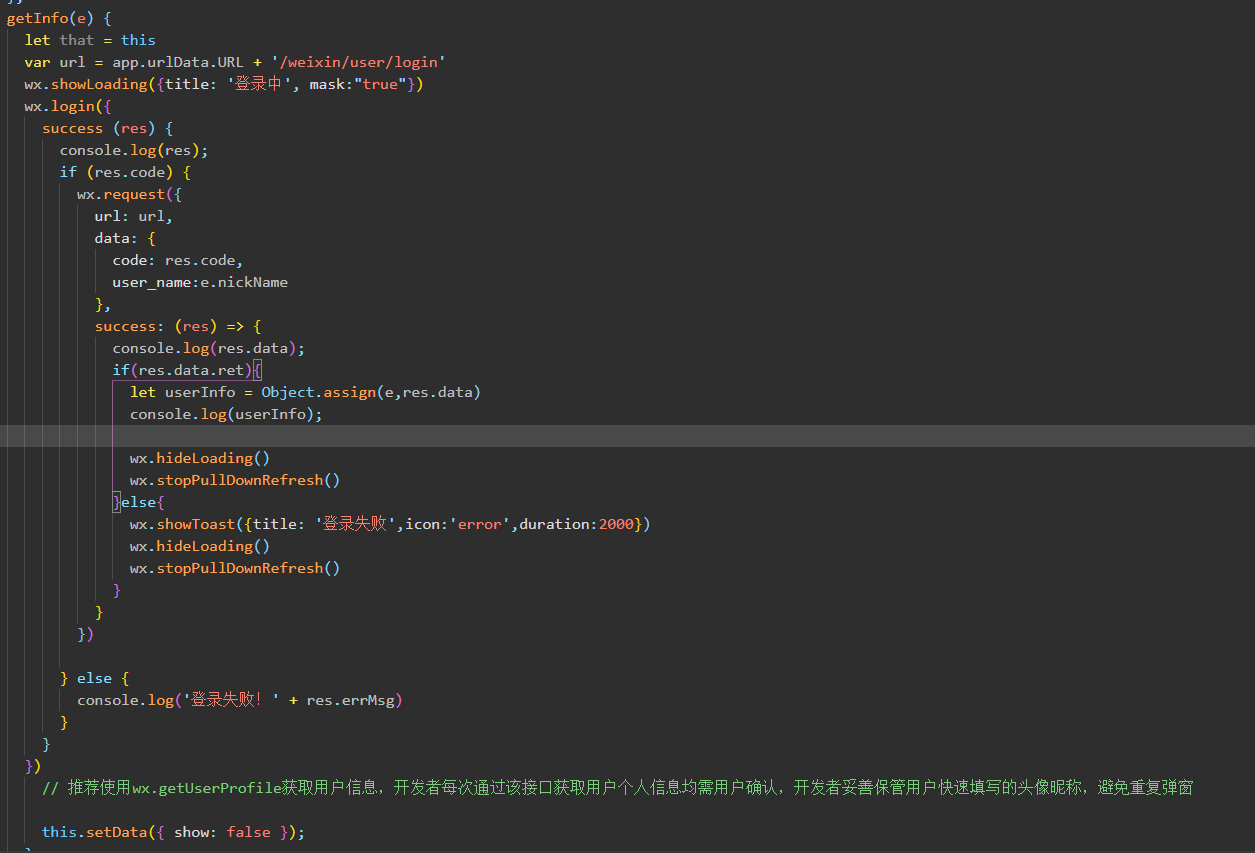 getInfo(e) {
let that = this
var url = app.urlData.URL + '/weixin/user/login'
wx.showLoading({title: '登录中', mask:"true"})
wx.login({
success (res) {
console.log(res);
if (res.code) {
wx.request({
url: url,
data: {
code: res.code,
user_name:e.nickName
},
success: (res) => {
console.log(res.data);
if(res.data.ret){
let userInfo = Object.assign(e,res.data)
console.log(userInfo);
wx.hideLoading()
wx.stopPullDownRefresh()
}else{
wx.showToast({title: '登录失败',icon:'error',duration:2000})
wx.hideLoading()
wx.stopPullDownRefresh()
}
}
})
} else {
console.log('登录失败！' + res.errMsg)
}
}
})
// 推荐使用wx.getUserProfile获取用户信息，开发者每次通过该接口获取用户个人信息均需用户确认，开发者妥善保管用户快速填写的头像昵称，避免重复弹窗
this.setData({ show: false });